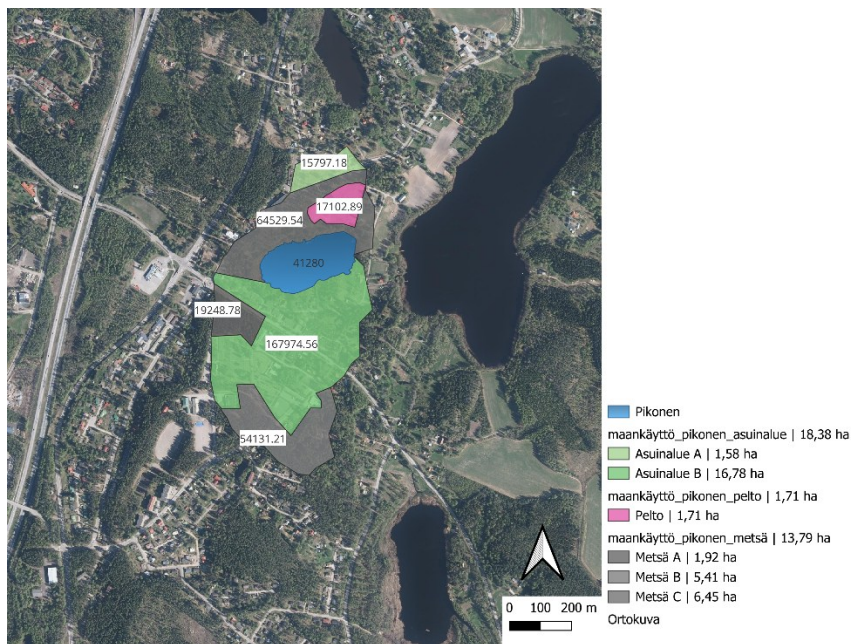 15797.18
17102.89
64529.54
41280
19248.78
167974.56
54131.21
Pikonen
maankäyttö_pikonen_asuinalue | 18,38 ha
Asuinalue A | 1,58 ha
Asuinalue B | 16,78 ha
maankäyttö_pikonen_pelto | 1,71 ha
Pelto | 1,71 ha
maankäyttö_pikonen_metsä | 13,79 ha
Metsä A | 1,92 ha
Metsä B | 5,41 ha
Metsä C | 6,45 ha
Ortokuva
0 100 200 m